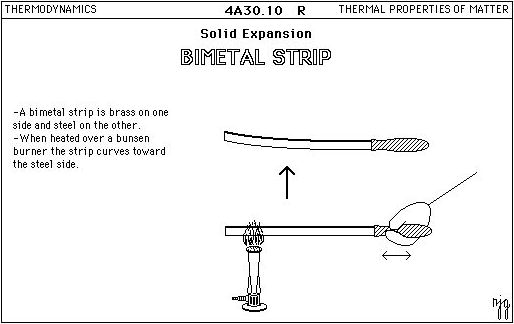 THERMODYNAMICS
4A30.10 R
THERMAL PROPERTIES OF MATTER
Solid Expansion
BIMETAL STRIP
-A bimetal strip is brass on one
side and steel on the other.
-When heated over a bunsen
burner the strip curves toward
the steel side.